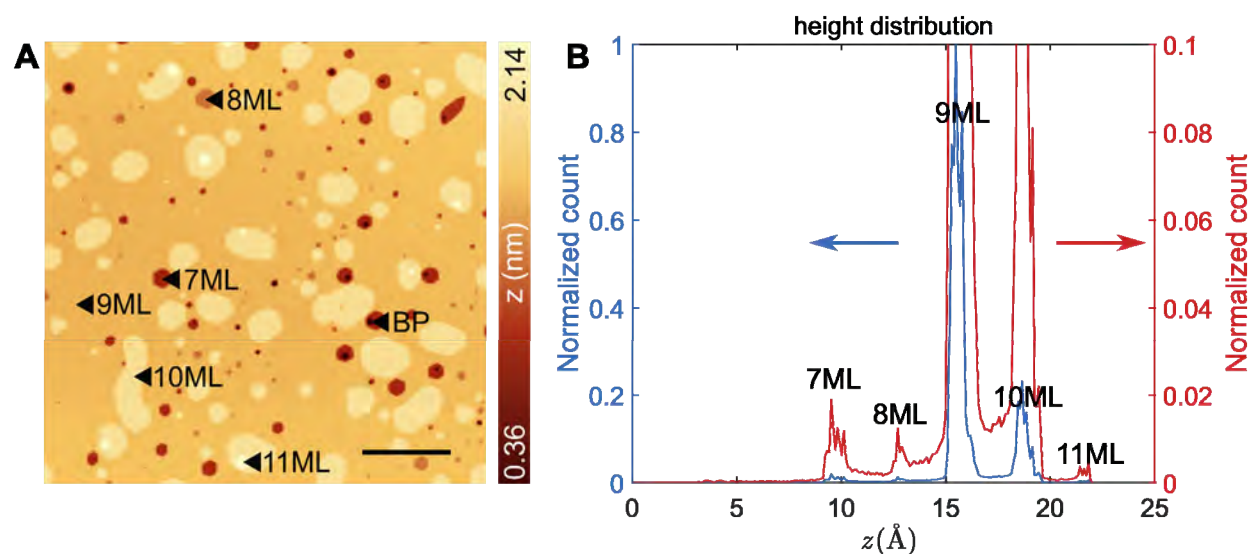 A
8ML
7ML
9ML
BP
10ML
11ML
2.14
z (nm)
0.36
B
height distribution
Normalized count
1
0.8
0.6
0.4
0.2
0
9ML
7ML
8ML
10ML
11ML
0.1
0.08
0.06
0.04
0.02
0
Normalized count
0
5
10
15
20
25
z(Å)